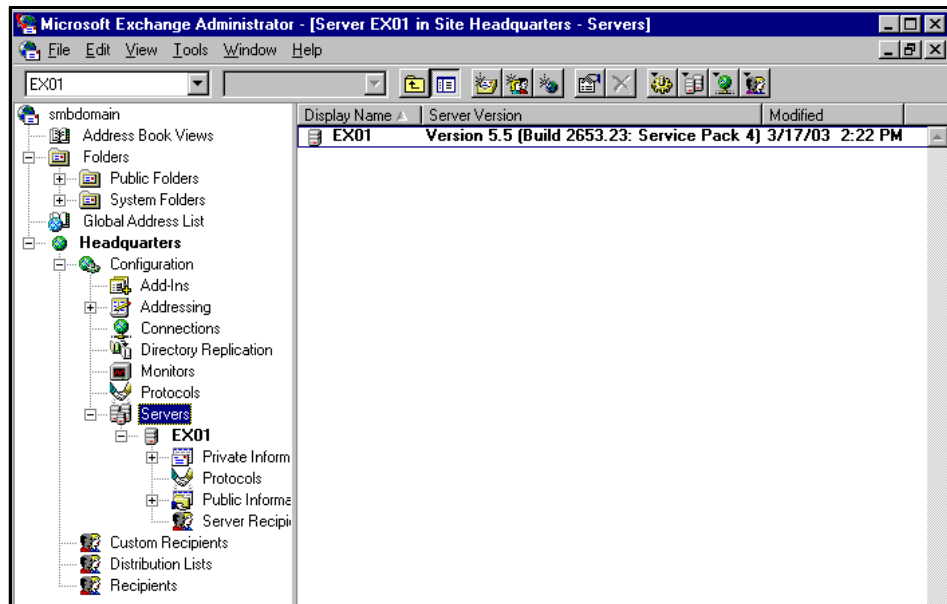 Microsoft Exchange Administrator - [Server EX01 in Site Headquarters - Servers]
File Edit View Tools Window Help
EX01
smbdomain
Address Book Views
Folders
Public Folders
System Folders
Global Address List
Headquarters
Configuration
Add-Ins
Addressing
Connections
Directory Replication
Monitors
Protocols
Servers
EX01
Private Inform
Protocols
Public Informa
Server Recipi
Custom Recipients
Distribution Lists
Recipients
Display Name Server Version Modified
EX01 Version 5.5 (Build 2653.23: Service Pack 4) 3/17/03 2:22 PM